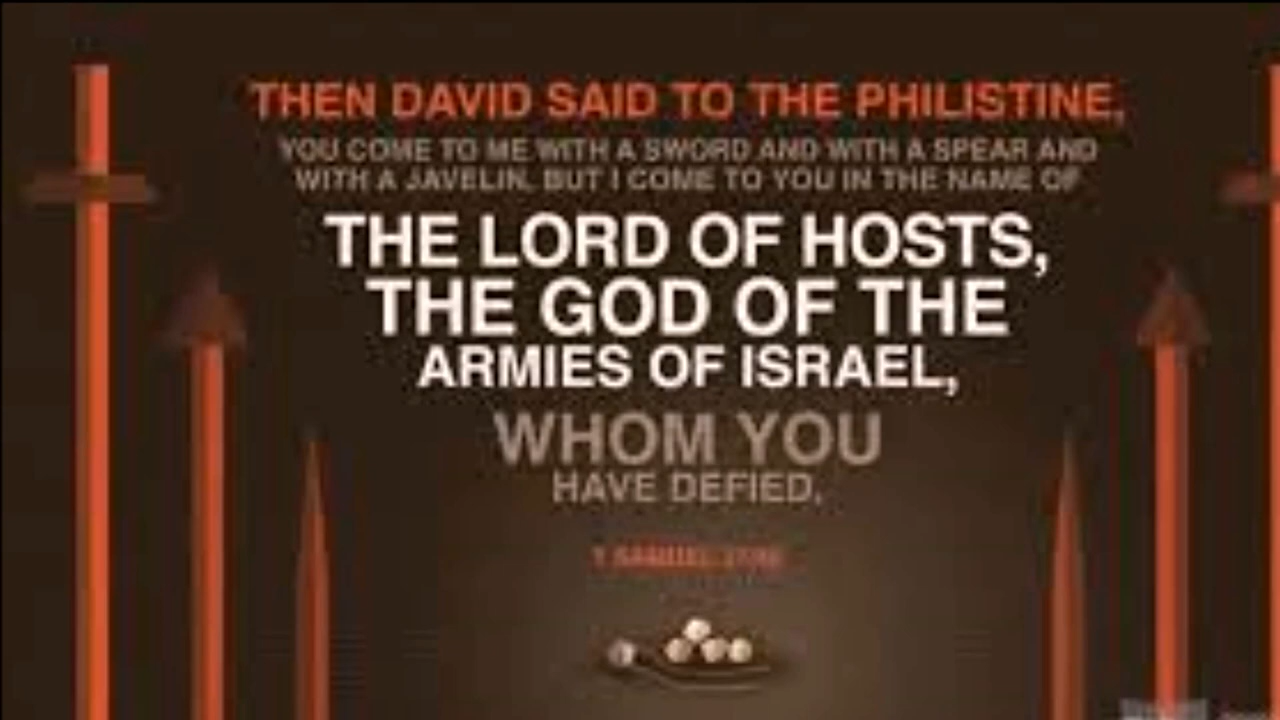 THEN DAVID SAID TO THE PHILISTINE,
YOU COME TO ME WITH A SWORD AND WITH A SPEAR AND
WITH A JAVELIN. BUT I COME TO YOU IN THE NAME OF
THE LORD OF HOSTS,
THE GOD OF THE
ARMIES OF ISRAEL,
WHOM YOU
HAVE DEFIED.
1 SAMUEL